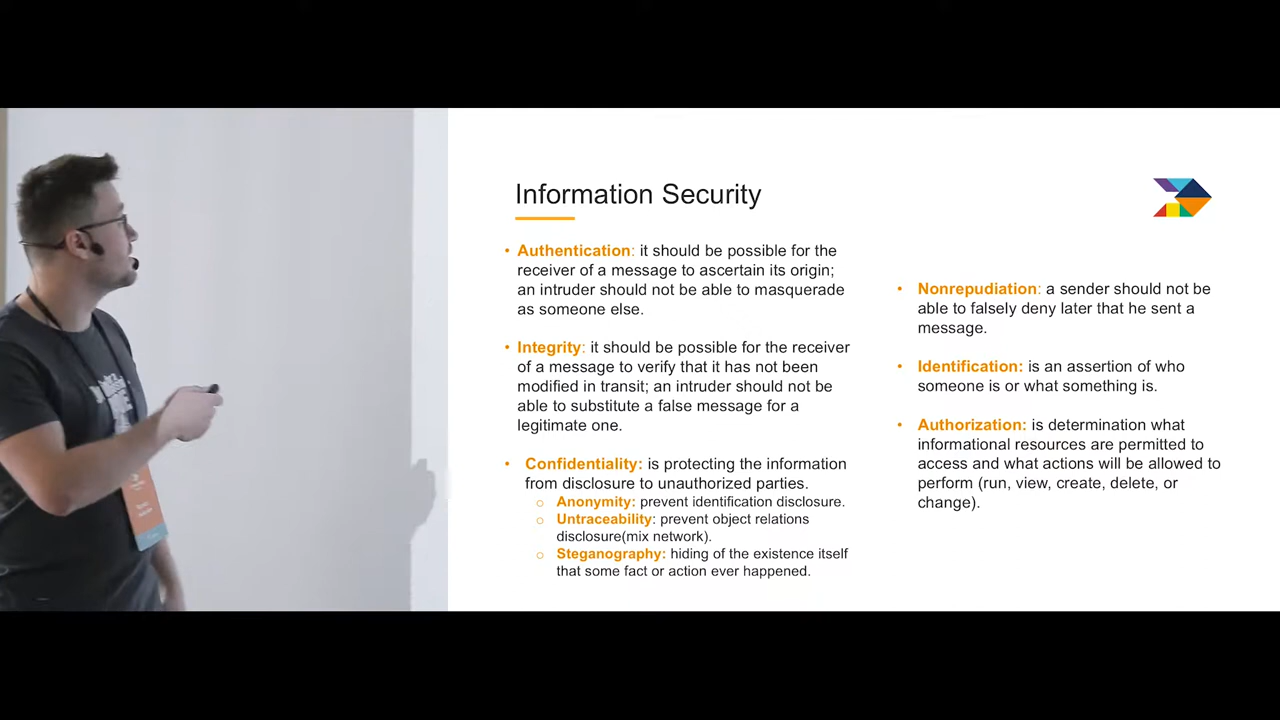 Information Security
• Authentication: it should be possible for the
receiver of a message to ascertain its origin;
an intruder should not be able to masquerade
as someone else.
• Integrity: it should be possible for the receiver
of a message to verify that it has not been
modified in transit; an intruder should not be
able to substitute a false message for a
legitimate one.
• Confidentiality: is protecting the information
from disclosure to unauthorized parties.
o Anonymity: prevent identification disclosure.
o Untraceability: prevent object relations
disclosure(mix network).
o Steganography: hiding of the existence itself
that some fact or action ever happened.
• Nonrepudiation: a sender should not be
able to falsely deny later that he sent a
message.
• Identification: is an assertion of who
someone is or what something is.
• Authorization: is determination what
informational resources are permitted to
access and what actions will be allowed to
perform (run, view, create, delete, or
change).